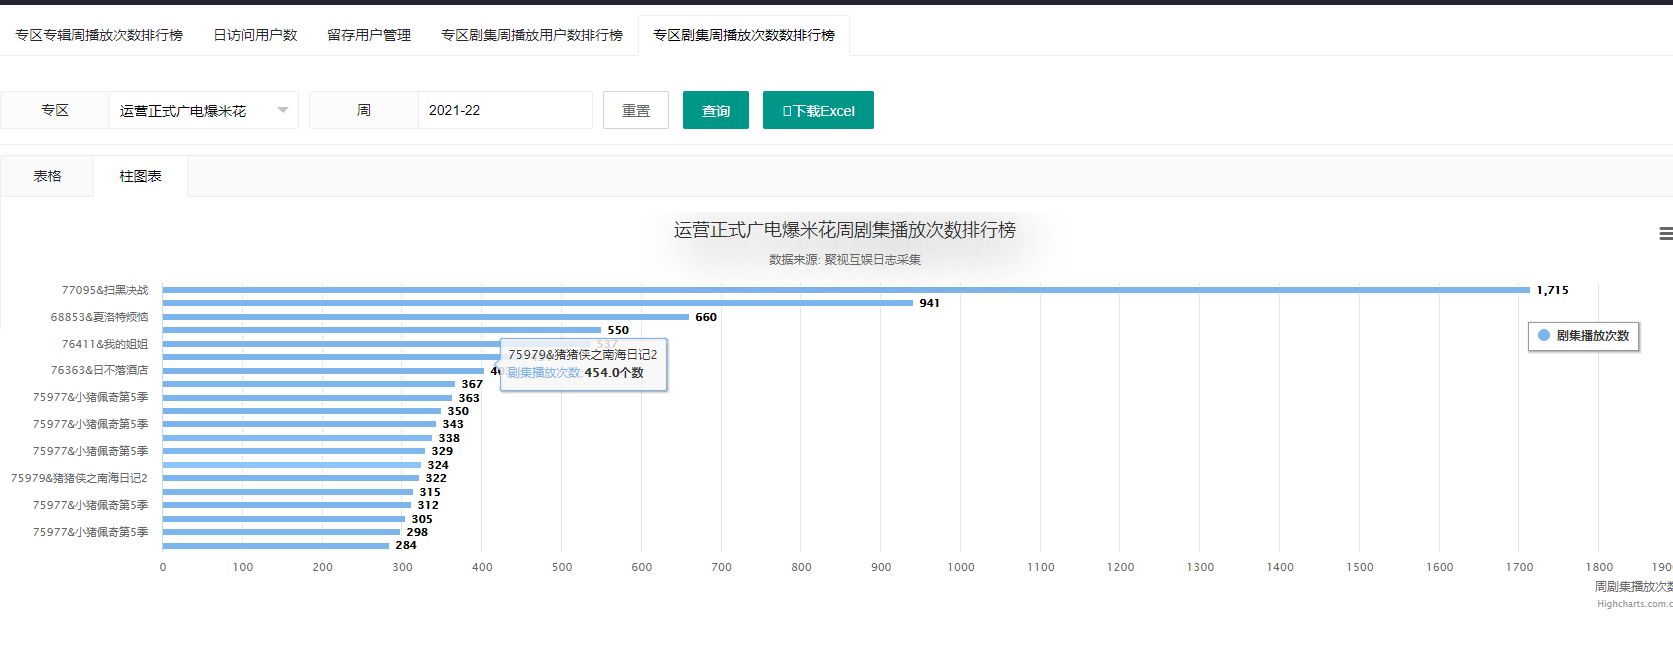 专区专辑周播放次数排行榜 日访问用户数 留存用户管理 专区剧集周播放用户数排行榜 专区剧集周播放次数数排行榜
专区 运营正式广电爆米花 周 2021-22 重置 查询 下载Excel
表格 柱图表
运营正式广电爆米花周剧集播放次数排行榜
数据来源: 聚视互娱日志采集
77095&扫黑决战 1,715
941
68853&夏洛特烦恼 660
550
剧集播放次数
76411&我的姐姐 537
75979&猪猪侠之南海日记2
剧集播放次数:454.0个数
76363&日不落酒店
367
75977&小猪佩奇第5季 363
350
75977&小猪佩奇第5季 343
338
75977&小猪佩奇第5季 329
324
75979&猪猪侠之南海日记2 322
315
75977&小猪佩奇第5季 312
305
75977&小猪佩奇第5季 298
284
0 100 200 300 400 500 600 700 800 900 1000 1100 1200 1300 1400 1500 1600 1700 1800
周剧集播放次
Highcharts.com.